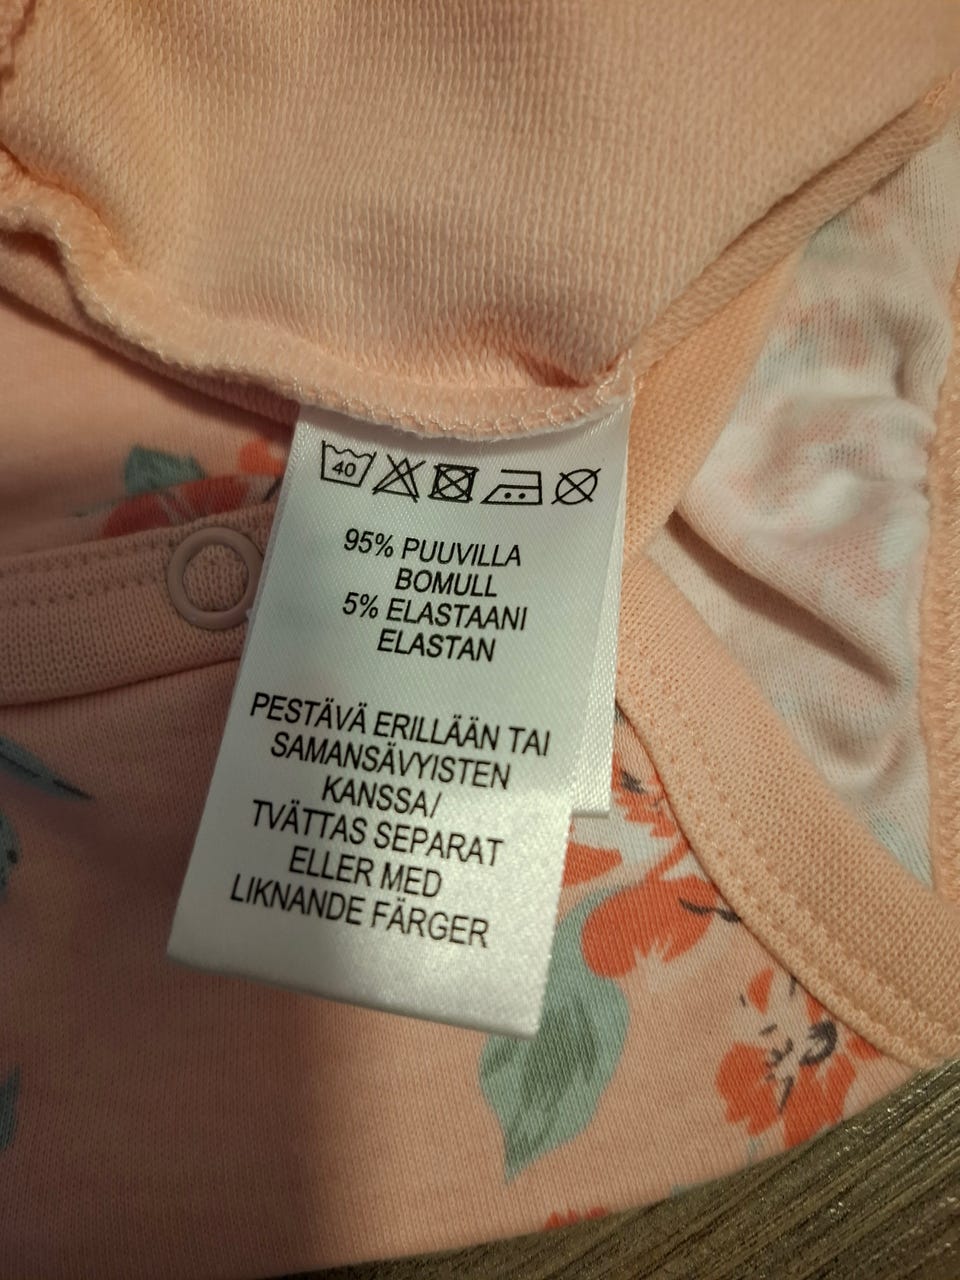 40
95% PUUVILLA
BOMULL
5% ELASTAANI
ELASTAN
PESTÄVÄ ERILLÄÄN TAI
SAMANSÄVYISTEN
KANSSA/
TVÄTTAS SEPARAT
ELLER MED
LIKNANDE FÄRGER